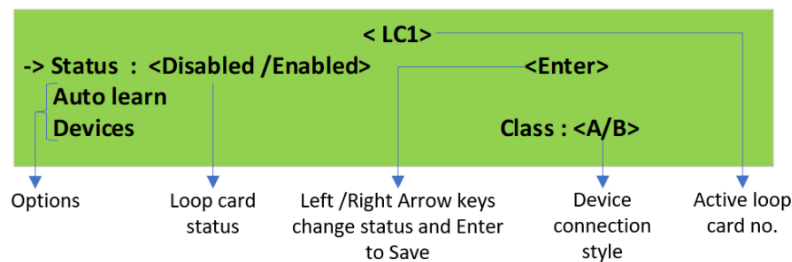 < LC1>
-> Status : <Disabled /Enabled>
<Enter>
Auto learn
Devices
Class : <A/B>
Options
Loop card
status
Left /Right Arrow keys
change status and Enter
to Save
Device
connection
style
Active loop
card no.